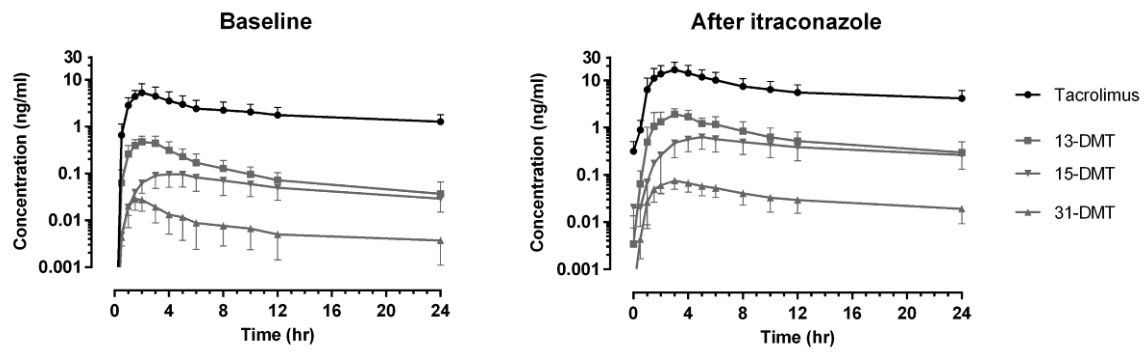 Baseline
Concentration (ng/ml)
30
10
1
0.1
0.01
0.001
0 4 8 12 16 20 24
Time (hr)
After itraconazole
Concentration (ng/ml)
30
10
1
0.1
0.01
0.001
0 4 8 12 16 20 24
Time (hr)
Tacrolimus
13-DMT
15-DMT
31-DMT